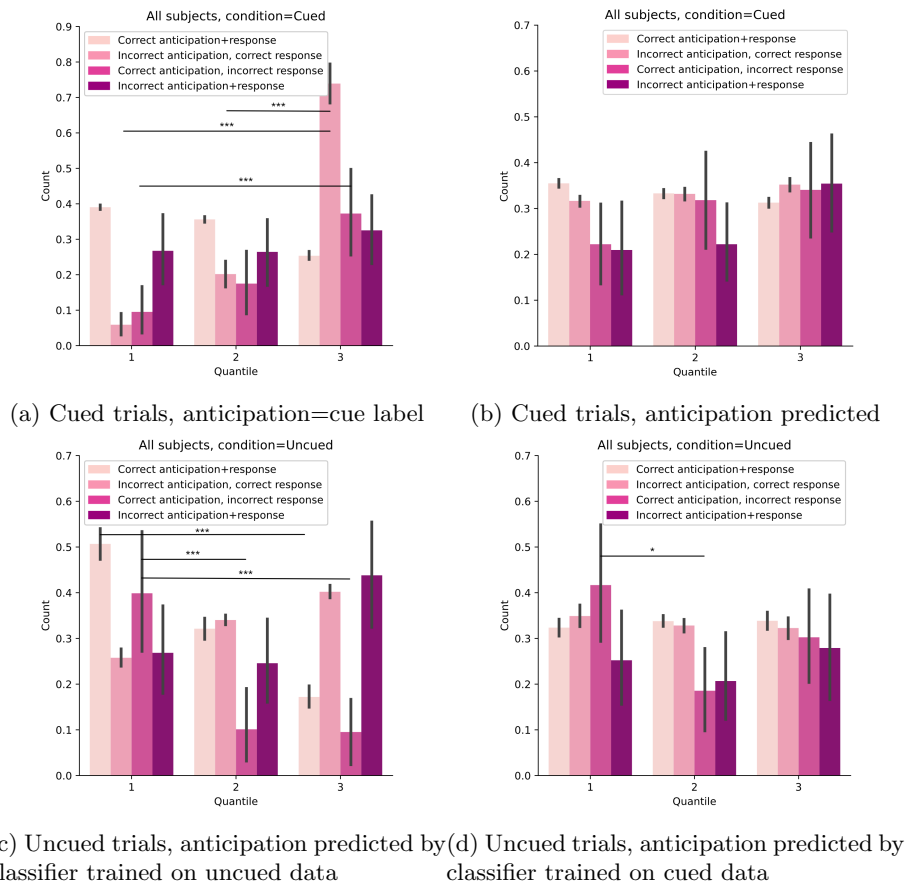 All subjects, condition=Cued
0.9
0.8
0.7
0.6
0.5
0.4
0.3
0.2
0.1
0.0
Count
Correct anticipation+response
Incorrect anticipation, correct response
Correct anticipation, incorrect response
Incorrect anticipation+response
***
***
***
1 2 3
Quantile
(a) Cued trials, anticipation=cue label
All subjects, condition=Cued
0.7
0.6
0.5
0.4
0.3
0.2
0.1
0.0
Count
Correct anticipation+response
Incorrect anticipation, correct response
Correct anticipation, incorrect response
Incorrect anticipation+response
1 2 3
Quantile
(b) Cued trials, anticipation predicted
All subjects, condition=Uncued
0.7
0.6
0.5
0.4
0.3
0.2
0.1
0.0
Count
Correct anticipation+response
Incorrect anticipation, correct response
Correct anticipation, incorrect response
Incorrect anticipation+response
***
***
***
1 2 3
Quantile
c) Uncued trials, anticipation predicted by
lassifier trained on uncued data
All subjects, condition=Uncued
0.7
0.6
0.5
0.4
0.3
0.2
0.1
0.0
Count
Correct anticipation+response
Incorrect anticipation, correct response
Correct anticipation, incorrect response
Incorrect anticipation+response
*
1 2 3
Quantile
(d) Uncued trials, anticipation predicted by
classifier trained on cued data